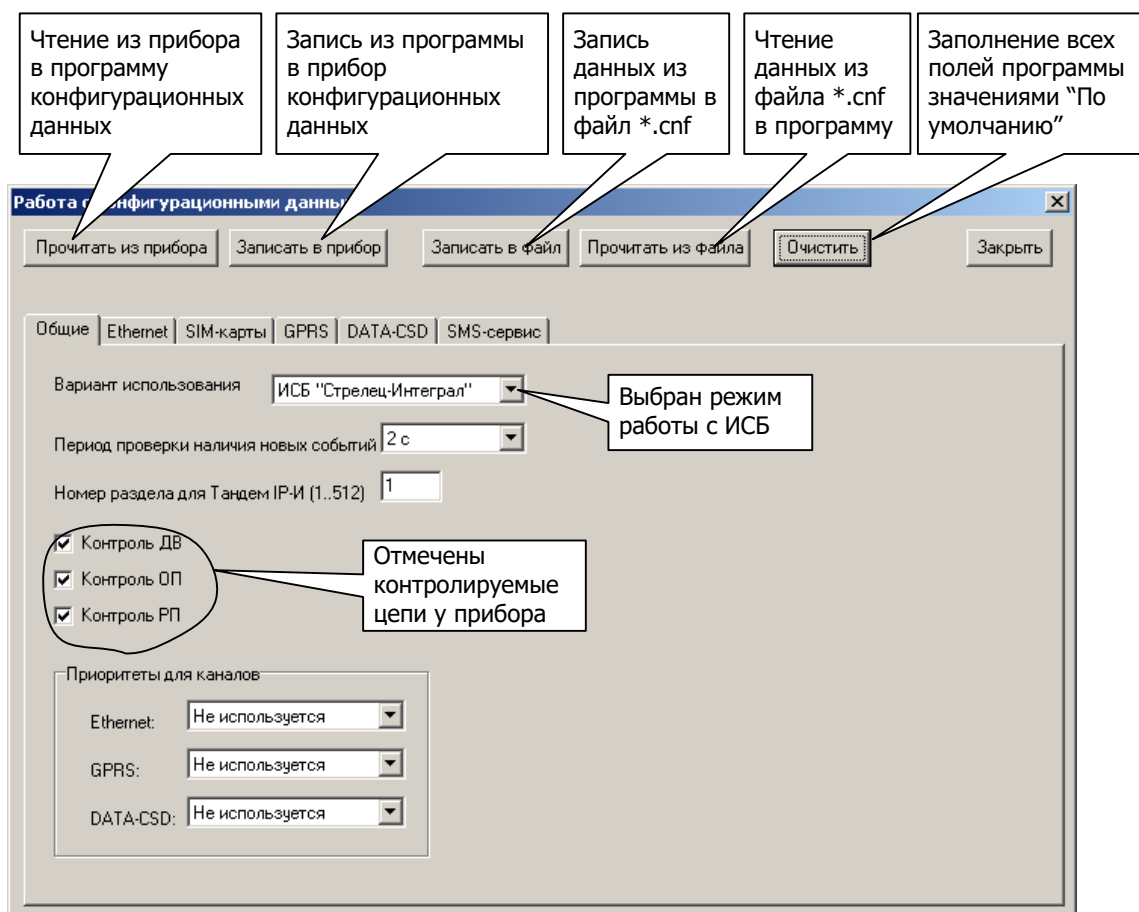 Чтение из прибора
в программу
конфигурационных
данных
Запись из программы
в прибор
конфигурационных
данных
Запись
данных из
программы в
файл *.cnf
Чтение
данных из
файла *.cnf
в программу
Заполнение всех
полей программы
значениями “По
умолчанию”
Работа с нфигурационными данны
Прочитать из прибора
Записать в прибор
Записать в файл
Прочитать из файла
Очистить
Закрыть
Общие
Ethernet
SIM-карты
GPRS
DATA-CSD
SMS-сервис
Вариант использования
ИСБ "Стрелец-Интеграл"
Выбран режим
работы с ИСБ
Период проверки наличия новых событий
2 с
Номер раздела для Тандем IP-И (1..512)
1
Контроль ДВ
Контроль ОП
Контроль РП
Отмечены
контролируемые
цепи у прибора
Приоритеты для каналов
Ethernet:
Не используется
GPRS:
Не используется
DATA-CSD:
Не используется